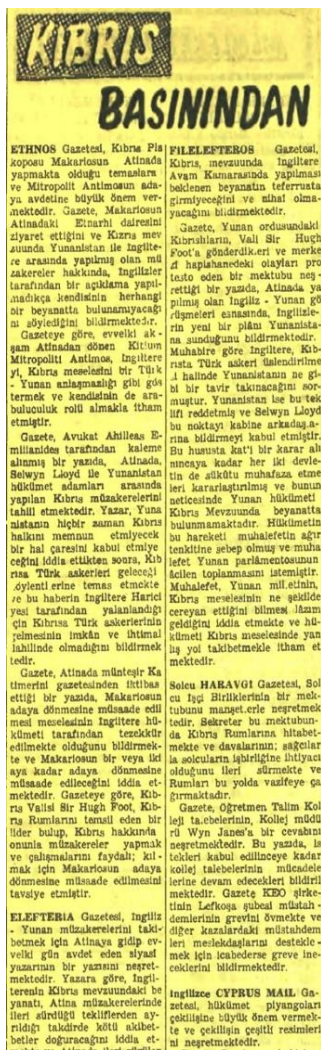 KIBRIS
BASININDAN
ETHNOS Gazetesi, Kıbrıs Pis
koposu Makariosun Atinada
yapmakta olduğu temaslara
ve Mitropolit Antimosun ada-
ya avdetine büyük önem ver-
mektedir. Gazete, Makariosun
Atinadaki Etnarhi dairesini
ziyaret ettiğini ve Kızrıs mev
zuunda Yunanistan ile İngilte-
re arasında yapılmış olan mü
zakereler hakkında, İngilizler
tarafından bir açıklama yapıl-
madıkça kendisinin herhangi
bir beyanatta bulunamıyacağı
nı söylediğini bildirmektedir.
Gazeteye göre, evvelki ak-
şam Atinadan dönen Kitium
Mitropoliti Antimos, İngiltere
yi, Kıbrıs meselesini bir Türk
- Yunan anlaşmazlığı gibi gös
termek ve kendisinin de ara-
buluculuk rolü almakla itham
etmiştir.
Gazete, Avukat Ahilleas E-
milianides tarafından kaleme
alınmış bir yazıda, Atinada,
Selwyn Lloyd ile Yunanistan
hükümet adamları arasında
yapılan Kıbrıs müzakerelerini
tahlil etmektedir. Yazar, Yuna
nistanın hiçbir zaman Kıbrıs
halkını memnun etmiyecek
bir hal çaresini kabul etmiye
ceğini iddia ettikten sonra, Kıb
rısa Türk askerleri geleceği
söylentilerine temas etmekte
ve bu haberin İngiltere Harici
yesi tarafından yalanlandığı
için Kıbrısa Türk askerlerinin
gelmesinin imkân ve ihtimal
dahilinde olmadığını bildirmek
tedir.
Gazete, Atinada münteşir Ka
timerini gazetesinden iktibas
ettiği bir yazıda, Makariosun
adaya dönmesine müsaade edil
mesi meselesinin İngiltere hü-
kümeti tarafından tezekkür
edilmekte olduğunu bildirmek-
te ve Makariosun bir veya iki
aya kadar adaya dönmesine
müsaade edileceğini iddia et-
mektedir. Gazeteye göre, Kıb-
rıs Valisi Sir Hugh Foot, Kıb-
rıs Rumlarını temsil eden bir
lider bulup, Kıbrıs hakkında
onunla müzakereler yapmak
ve çalışmalarını faydalı; kıl-
mak için Makariosun adaya
dönmesine müsaade edilmesini
tavsiye etmiştir.
ELEFTERIA Gazetesi, İngiliz
- Yunan müzakerelerini taki-
betmek için Atinaya gidip ev-
velki gün avdet eden siyasi
yazarının bir yazısını neşret-
mektedir. Yazara göre, İngil-
terenin Kıbrıs mevzuundaki be
yanatı, Atina müzakerelerinde
ileri sürdüğü tekliflerden ay-
rıldığı takdirde kötü akibet-
betler doğuracağını iddia et-
FİLELEFTEROS Gazetesi,
Kıbrıs, mevzuunda İngiltere
Avam Kamarasında yapılması
beklenen beyanatın teferruata
girmiyeceğini ve nihaî olma-
yacağını bildirmektedir.
Gazete, Yunan ordusundaki
Kıbrıslıların, Vali Sir Hugh
Foot'a gönderdikleri ve merke
zî hapishanedeki olayları pro
testo eden bir mektubu neş-
rettiği bir yazıda, Atinada ya
pılmış olan İngiliz - Yunan gö
rüşmeleri esnasında, İngilizle-
rin yeni bir plânı Yunanista-
na sunduğunu bildirmektedir.
Muhabire göre İngiltere, Kıb-
rısta Türk askeri üslendirilme
si halinde Yunanistanın ne gi-
bi bir tavır takınacağını sor-
muştur. Yunanistan ise bu tek
lifi reddetmiş ve Selwyn Lloyd
bu noktayı kabine arkadaşla-
rına bildirmeyi kabul etmiştir.
Bu hususta kat'i bir karar alı
nıncaya kadar her iki devle-
tin de sükûtu muhafaza etme
leri kararlaştırılmış ve bunun
neticesinde Yunan hükümeti
Kıbrıs Mevzuunda beyanatta
bulunmamaktadır. Hükümetin
bu hareketi muhalefetin ağır
tenkitine sebep olmuş ve muha
lefet Yunan parlâmentosunun
âcilen toplanmasını istemiştir.
Muhalefet, Yunan milletinin,
Kıbrıs meselesinin ne şekilde
cereyan ettiğini bilmesi lâzım
geldiğini iddia etmekte ve hü-
kümeti Kıbrıs meselesinde yan
lış yol takibetmekle itham et
mektedir.
Solcu HARAVGİ Gazetesi, Sol
cu İşçi Birliklerinin bir mek-
tubunu manşetlerle neşretmek
tedir. Sekreter bu mektubun-
da Kıbrıs Rumlarına hitabet-
mekte ve davalarının; sağcılar
la solcuların işbirliğine ihtiyacı
olduğunu ileri sürmekte ve
Rumları bu yolda vazifeye ça
ğırmaktadır.
Gazete, Öğretmen Talim Kol
leji talebelerinin, Kollej müdü
rü Wyn Janes'a bir cevabını
neşretmektedir. Bu yazıda, is
tekleri kabul edilinceye kadar
kollej talebelerinin mücadele
lerine devam edecekleri bildiril
mektedir. Gazete KEO şirke-
tinin Lefkoşa şubesi müstah-
demlerinin grevini övmekte ve
diğer kazalardaki müstahdem
leri meslekdaşlarını destekle-
mek için icabederse greve ine-
ceklerini bildirmektedir.
İngilizce CYPRUS MAIL Ga-
zetesi, hükümet piyangoları
çekilişine büyük önem vermek-
te ve çekilişin çeşitli resimleri
ni neşretmektedir.